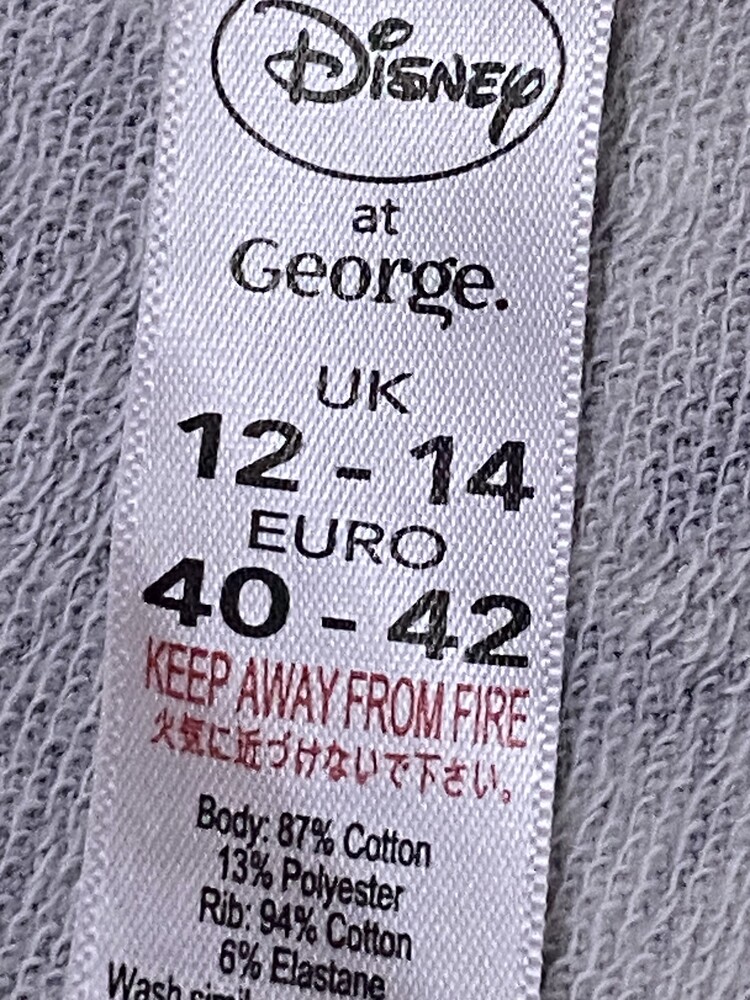 Disney
at
George.
UK
12 - 14
EURO
40 - 42
KEEP AWAY FROM FIRE
火気に近づけないで下さい。
Body: 87% Cotton
13% Polyester
Rib: 94% Cotton
6% Elastane
Wash